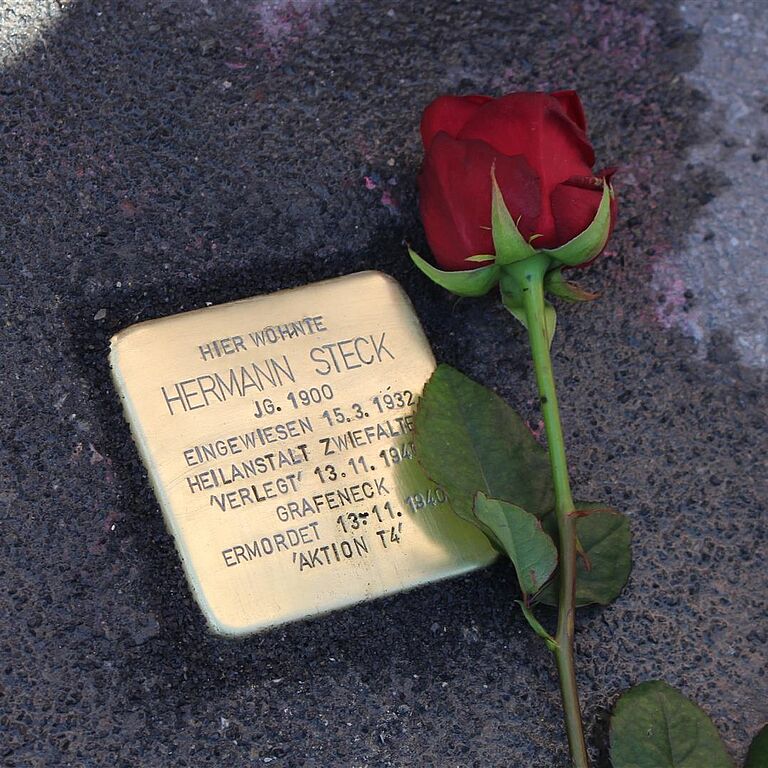 HIER WOHNTE
HERMANN STECK
JG. 1900
EINGEWIESEN 15.3. 1932
HEILANSTALT ZWIEFALTE
'VERLEGT' 13.11. 1940
GRAFENECK
ERMORDET 13.11. 1940
'AKTION T4'